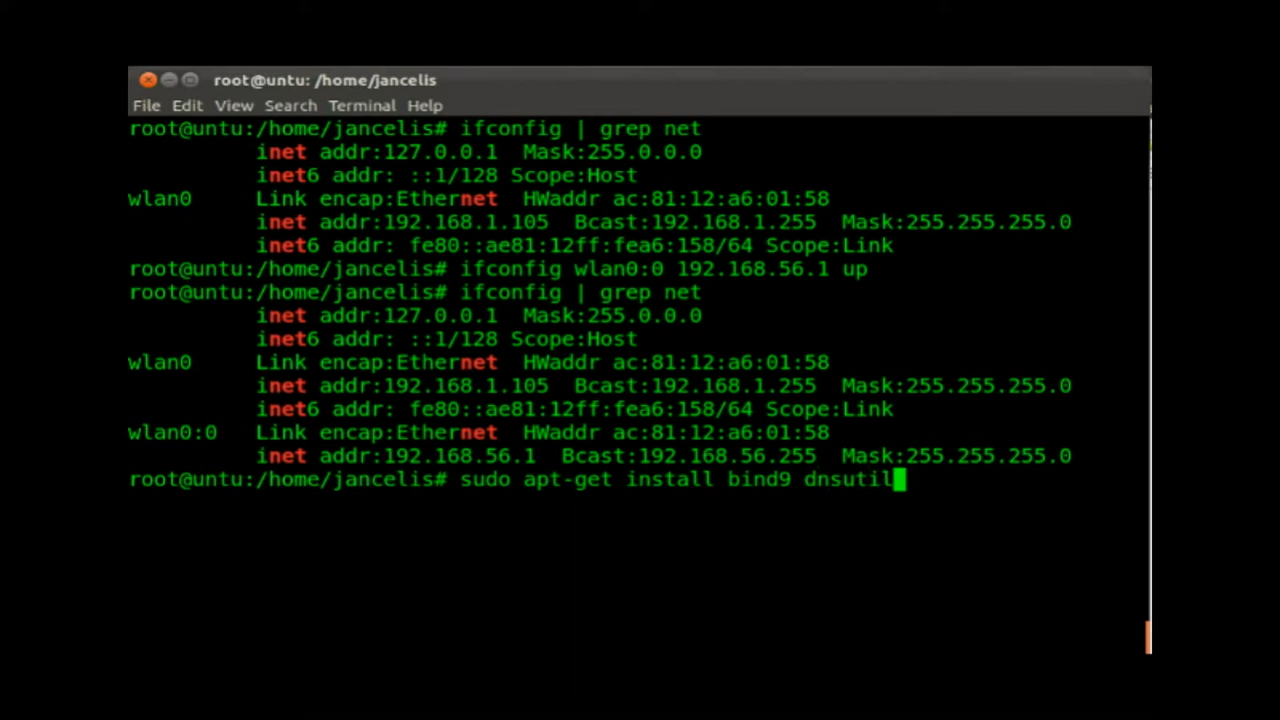 root@untu: /home/jancelis
File Edit View Search Terminal Help
root@untu:/home/jancelis# ifconfig | grep net
inet addr:127.0.0.1 Mask:255.0.0.0
inet6 addr: ::1/128 Scope:Host
wlan0 Link encap:Ethernet HWaddr ac:81:12:a6:01:58
inet addr:192.168.1.105 Bcast:192.168.1.255 Mask:255.255.255.0
inet6 addr: fe80::ae81:12ff:fea6:158/64 Scope:Link
root@untu:/home/jancelis# ifconfig wlan0:0 192.168.56.1 up
root@untu:/home/jancelis# ifconfig | grep net
inet addr:127.0.0.1 Mask:255.0.0.0
inet6 addr: ::1/128 Scope:Host
wlan0 Link encap:Ethernet HWaddr ac:81:12:a6:01:58
inet addr:192.168.1.105 Bcast:192.168.1.255 Mask:255.255.255.0
inet6 addr: fe80::ae81:12ff:fea6:158/64 Scope:Link
wlan0:0 Link encap:Ethernet HWaddr ac:81:12:a6:01:58
inet addr:192.168.56.1 Bcast:192.168.56.255 Mask:255.255.255.0
root@untu:/home/jancelis# sudo apt-get install bind9 dnsutil